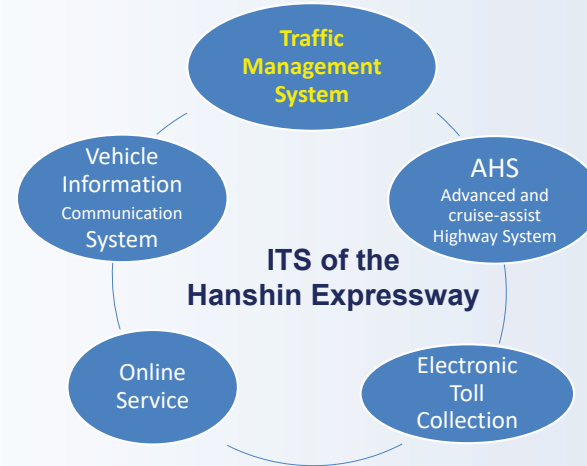 Traffic
Management
System
Vehicle
Information
Communication
System
AHS
Advanced and
cruise-assist
Highway System
ITS of the
Hanshin Expressway
Online
Service
Electronic
Toll
Collection